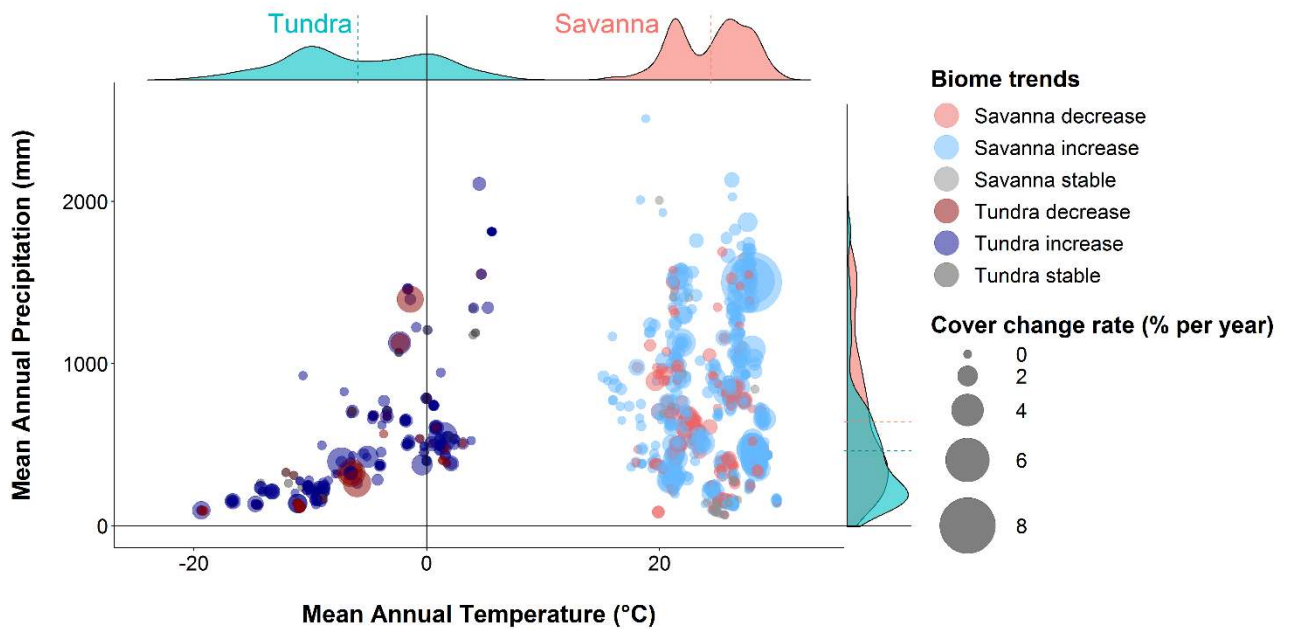 Tundra
Savanna
Mean Annual Precipitation (mm)
2000
1000
0
-20
0
20
Mean Annual Temperature (°C)
Biome trends
Savanna decrease
Savanna increase
Savanna stable
Tundra decrease
Tundra increase
Tundra stable
Cover change rate (% per year)
0
2
4
6
8